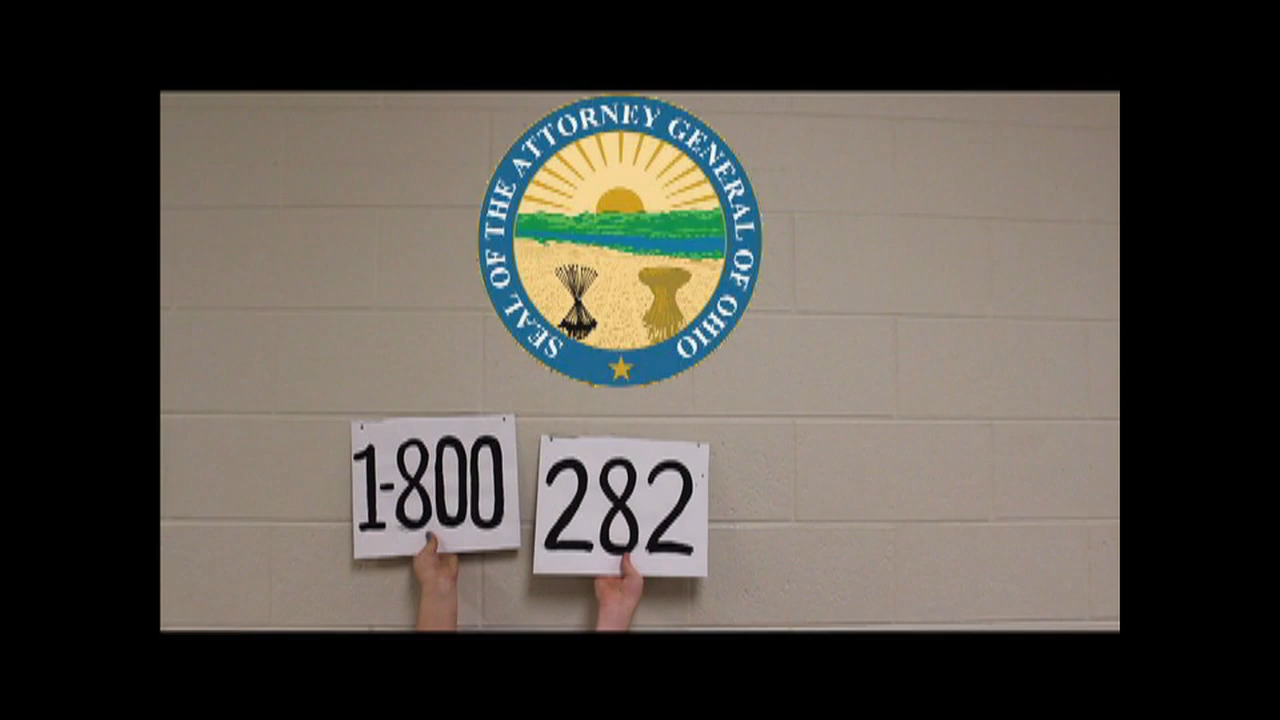 SEAL OF THE ATTORNEY GENERAL OF OHIO
1-800
282